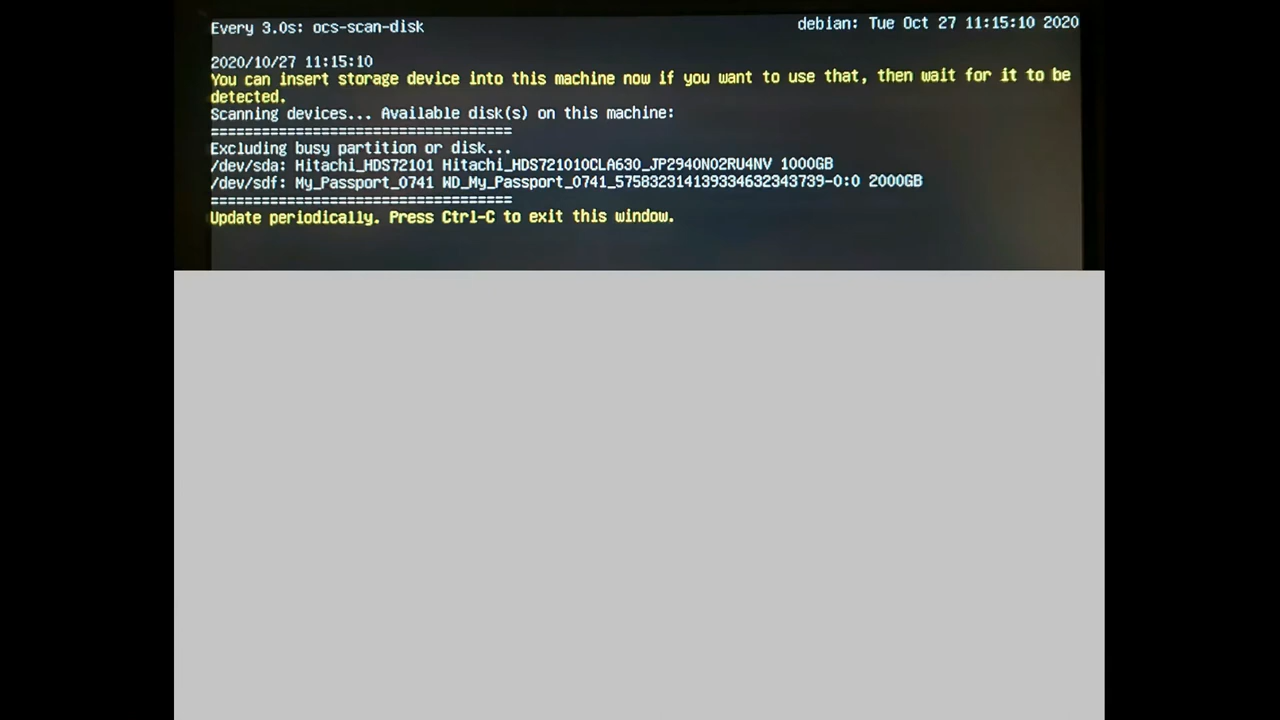 Every 3.0s: ocs-scan-disk
debian: Tue Oct 27 11:15:10 2020
2020/10/27 11:15:10
You can insert storage device into this machine now if you want to use that, then wait for it to be
detected.
Scanning devices... Available disk(s) on this machine:
===================================
Excluding busy partition or disk...
/dev/sda: Hitachi_HDS72101 Hitachi_HDS721010CLA630_JP2940N02RU4NV 1000GB
/dev/sdf: My_Passport_0741 WD_My_Passport_0741_575832314139334632343739-0:0 2000GB
===================================
Update periodically. Press Ctrl-C to exit this window.